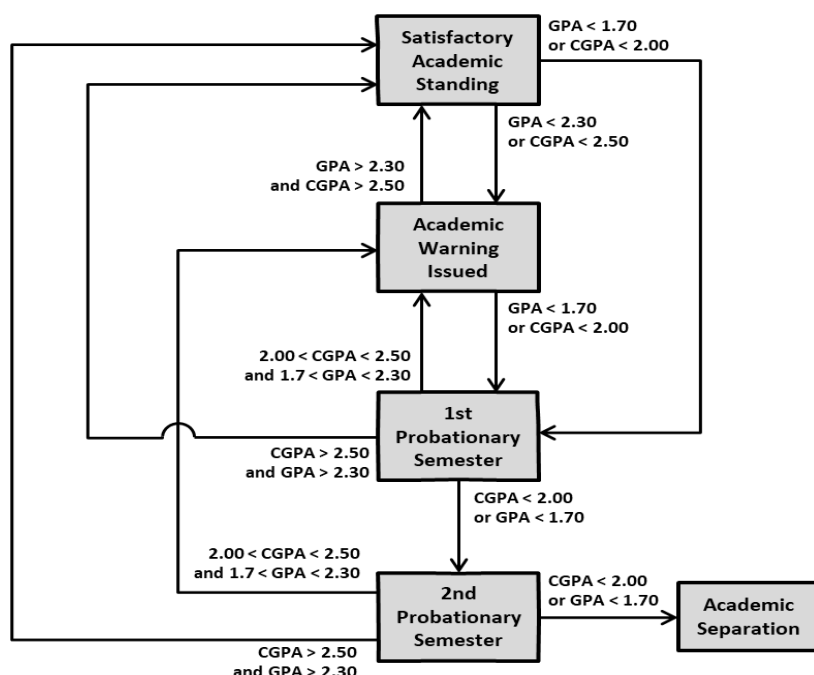 Satisfactory
Academic
Standing
GPA < 1.70
or CGPA < 2.00
GPA < 2.30
or CGPA < 2.50
GPA > 2.30
and CGPA > 2.50
Academic
Warning
Issued
GPA < 1.70
or CGPA < 2.00
2.00 < CGPA < 2.50
and 1.7 < GPA < 2.30
1st
Probationary
Semester
CGPA > 2.50
and GPA > 2.30
CGPA < 2.00
or GPA < 1.70
2.00 < CGPA < 2.50
and 1.7 < GPA < 2.30
2nd
Probationary
Semester
CGPA < 2.00
or GPA < 1.70
Academic
Separation
CGPA > 2.50
and GPA > 2.30